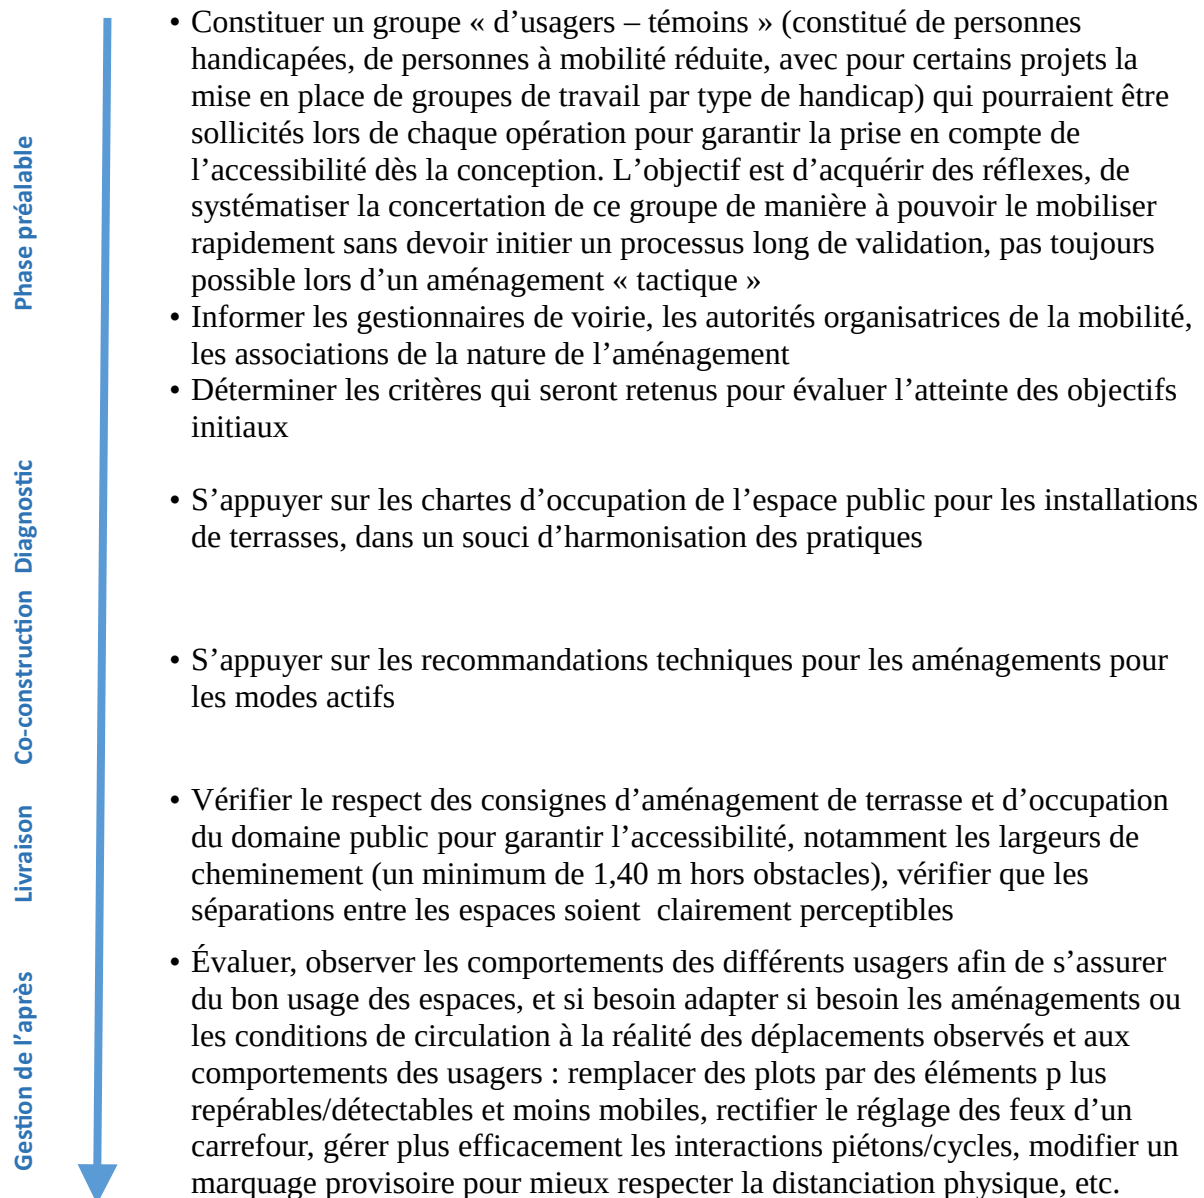 Phase préalable
• Constituer un groupe « d’usagers – témoins » (constitué de personnes
handicapées, de personnes à mobilité réduite, avec pour certains projets la
mise en place de groupes de travail par type de handicap) qui pourraient être
sollicités lors de chaque opération pour garantir la prise en compte de
l’accessibilité dès la conception. L’objectif est d’acquérir des réflexes, de
systématiser la concertation de ce groupe de manière à pouvoir le mobiliser
rapidement sans devoir initier un processus long de validation, pas toujours
possible lors d’un aménagement « tactique »
• Informer les gestionnaires de voirie, les autorités organisatrices de la mobilité,
les associations de la nature de l’aménagement
• Déterminer les critères qui seront retenus pour évaluer l’atteinte des objectifs
initiaux
Diagnostic
• S’appuyer sur les chartes d’occupation de l’espace public pour les installations
de terrasses, dans un souci d’harmonisation des pratiques
Co-construction
• S’appuyer sur les recommandations techniques pour les aménagements pour
les modes actifs
Livraison
• Vérifier le respect des consignes d’aménagement de terrasse et d’occupation
du domaine public pour garantir l’accessibilité, notamment les largeurs de
cheminement (un minimum de 1,40 m hors obstacles), vérifier que les
séparations entre les espaces soient  clairement perceptibles
Gestion de l’après
• Évaluer, observer les comportements des différents usagers afin de s’assurer
du bon usage des espaces, et si besoin adapter si besoin les aménagements ou
les conditions de circulation à la réalité des déplacements observés et aux
comportements des usagers : remplacer des plots par des éléments p lus
repérables/détectables et moins mobiles, rectifier le réglage des feux d’un
carrefour, gérer plus efficacement les interactions piétons/cycles, modifier un
marquage provisoire pour mieux respecter la distanciation physique, etc.